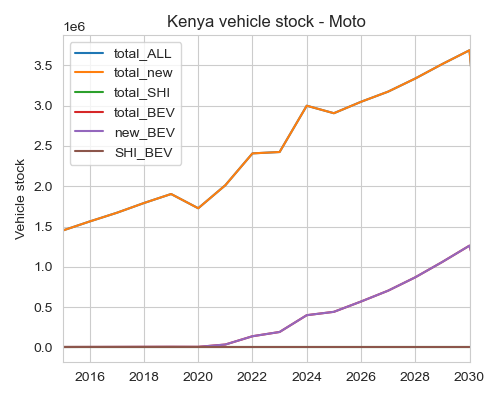 Kenya vehicle stock - Moto
1e6
total_ALL
total_new
total_SHI
total_BEV
new_BEV
SHI_BEV
3.5
3.0
2.5
2.0
1.5
1.0
0.5
0.0
Vehicle stock
2016 2018 2020 2022 2024 2026 2028 2030